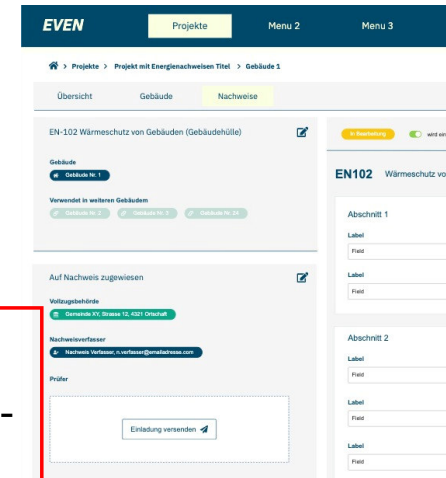 EVEN Projekte Menu 2 Menu 3
> Projekte > Projekt mit Energienachweisen Titel > Gebäude 1
Übersicht Gebäude Nachweise
EN-102 Wärmeschutz von Gebäuden (Gebäudehülle)
Gebäude
Gebäude Nr. 1
Verwendet in weiteren Gebäudem
Gebäude Nr. 2 Gebäude Nr. 3 Gebäude Nr. 24
Auf Nachweis zugewiesen
Vollzugsbehörde
Gemeinde XY, Strasse 12, 4321 Ortschaft
Nachweisverfasser
Nachweis Verfasser, n.verfasser@emailadresse.com
Prüfer
Einladung versenden
-
In Bearbeitung wird ein
EN102 Wärmeschutz vo
Abschnitt 1
Label
Field
Label
Field
Abschnitt 2
Label
Field
Label
Field
Label
Field